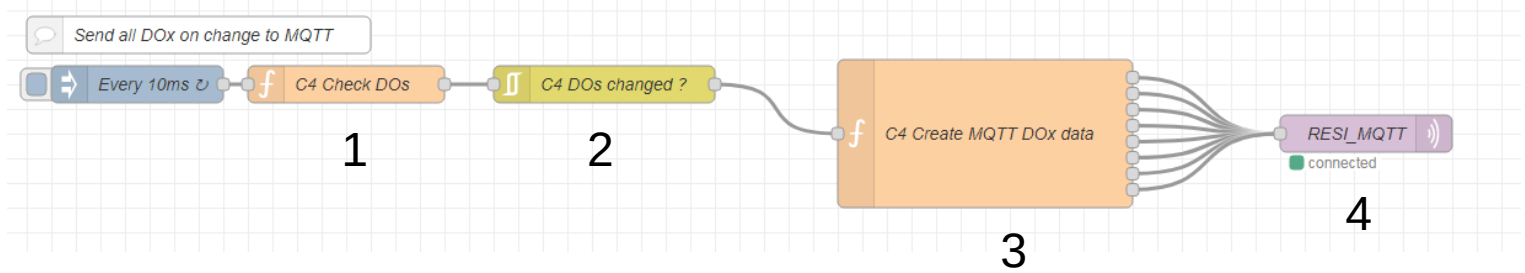 Send all DOx on change to MQTT
Every 10ms ↻
C4 Check DOs
C4 DOs changed ?
C4 Create MQTT DOx data
RESI_MQTT
connected
1
2
3
4